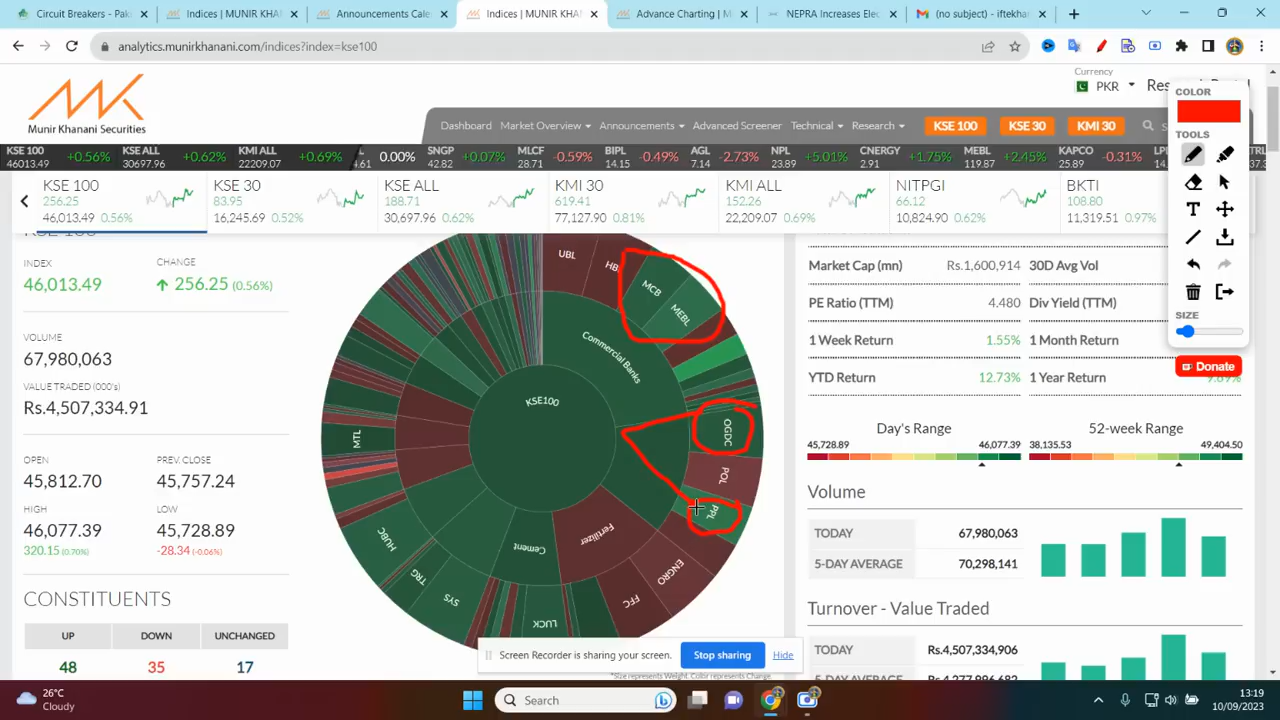 Circuit Breakers - Pak
Indices | MUNIR KHAN
Announcements Cale
Indices | MUNIR KHA
Advance Charting | M
NEPRA Increases Elec
(no subject) - iftekha
analytics.munirkhanani.com/indices?index=kse100
Currency
PKR
Munir Khanani Securities
Dashboard Market Overview Announcements Advanced Screener Technical Research KSE 100 KSE 30 KMI 30
KSE 100 46013.49 +0.56% KSE ALL 30697.96 +0.62% KMI ALL 22209.07 +0.69% 4.61 0.00% SNGP 42.82 +0.07% MLCF 28.71 -0.59% BIPL 14.15 -0.49% AGL 7.14 -2.73% NPL 23.89 +5.01% CNERGY 2.91 +1.75% MEBL 119.87 +2.45% KAPCO 25.89 -0.31%
KSE 100
256.25
46,013.49 0.56%
KSE 30
83.95
16,245.69 0.52%
KSE ALL
188.71
30,697.96 0.62%
KMI 30
619.41
77,127.90 0.81%
KMI ALL
152.26
22,209.07 0.69%
NITPGI
66.12
10,824.90 0.62%
BKTI
108.80
11,319.51 0.97%
COLOR
TOOLS
SIZE
Donate
INDEX
46,013.49
CHANGE
256.25 (0.56%)
VOLUME
67,980,063
VALUE TRADED (000's)
Rs.4,507,334.91
OPEN
45,812.70
PREV. CLOSE
45,757.24
HIGH
46,077.39
320.15 (0.70%)
LOW
45,728.89
-28.34 (-0.06%)
CONSTITUENTS
UP DOWN UNCHANGED
48 35 17
UBL
MCB
MEBL
Commercial Banks
KSE100
OGDC
POL
PPL
Fertilizer
ENGRO
FFC
Cement
LUCK
SYS
TRG
HUBC
MTL
*Size represents Weight. Color represents Change
Market Cap (mn) Rs.1,600,914 30D Avg Vol
PE Ratio (TTM) 4.480 Div Yield (TTM)
1 Week Return 1.55% 1 Month Return
YTD Return 12.73% 1 Year Return 9.69%
Day's Range
45,728.89 46,077.39
52-week Range
38,135.53 49,404.50
Volume
TODAY 67,980,063
5-DAY AVERAGE 70,298,141
Turnover - Value Traded
TODAY Rs.4,507,334,906
Screen Recorder is sharing your screen. Stop sharing Hide
26°C
Cloudy
Search
13:19
10/09/2023